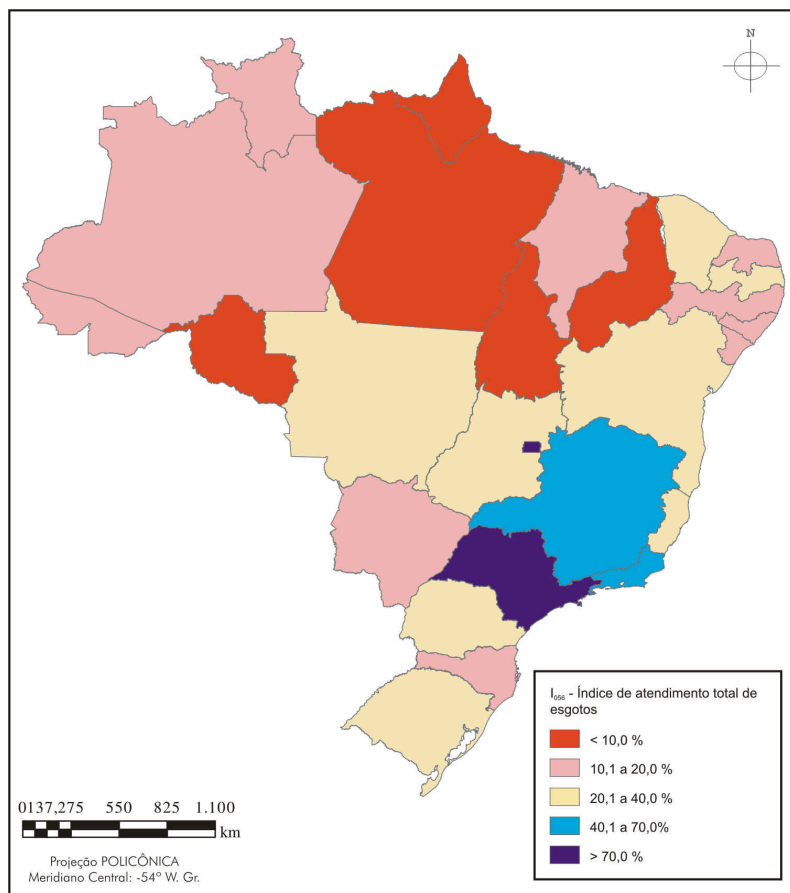 N
I₀₅₆ - Índice de atendimento total de
esgotos
< 10,0 %
10,1 a 20,0 %
20,1 a 40,0 %
40,1 a 70,0%
> 70,0 %
0137,275 550 825 1.100
km
Projeção POLICÔNICA
Meridiano Central: -54º W. Gr.